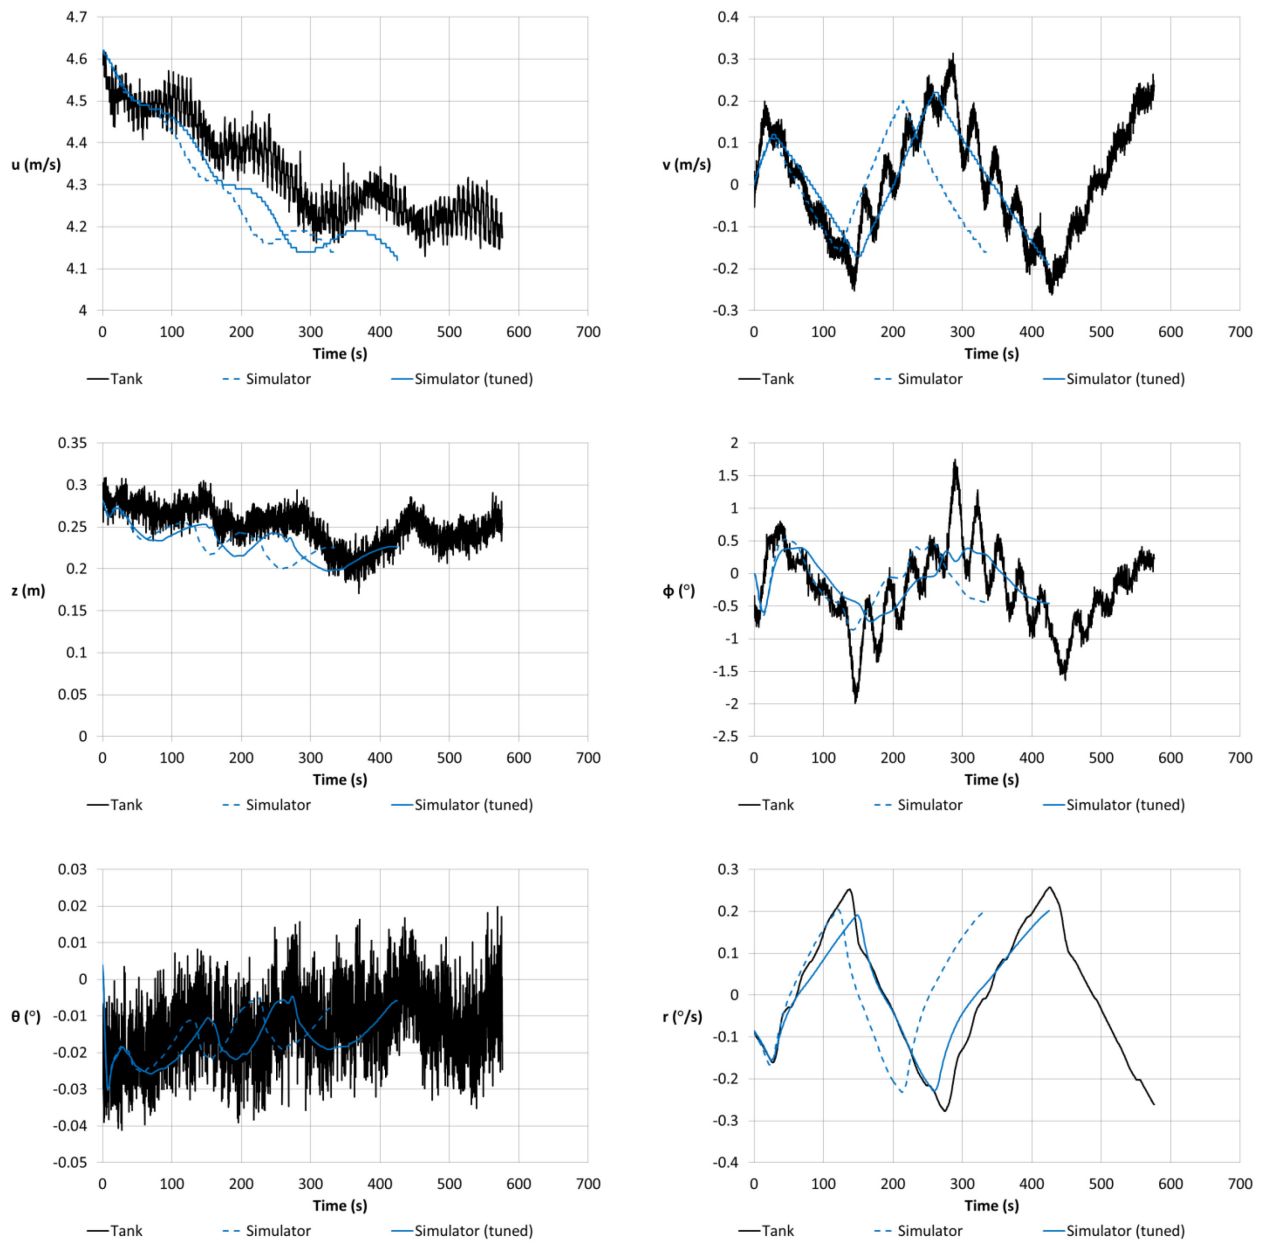 4.7
4.6
4.5
4.4
4.3
4.2
4.1
4
u (m/s)
0 100 200 300 400 500 600 700
Time (s)
Tank Simulator Simulator (tuned)
0.4
0.3
0.2
0.1
0
-0.1
-0.2
-0.3
v (m/s)
0 100 200 300 400 500 600 700
Time (s)
Tank Simulator Simulator (tuned)
0.35
0.3
0.25
0.2
0.15
0.1
0.05
0
z (m)
0 100 200 300 400 500 600 700
Time (s)
Tank Simulator Simulator (tuned)
2
1.5
1
0.5
0
-0.5
-1
-1.5
-2
-2.5
ϕ (°)
0 100 200 300 400 500 600 700
Time (s)
Tank Simulator Simulator (tuned)
0.03
0.02
0.01
0
-0.01
-0.02
-0.03
-0.04
-0.05
θ (°)
0 100 200 300 400 500 600 700
Time (s)
Tank Simulator Simulator (tuned)
0.3
0.2
0.1
0
-0.1
-0.2
-0.3
-0.4
r (°/s)
0 100 200 300 400 500 600 700
Time (s)
Tank Simulator Simulator (tuned)